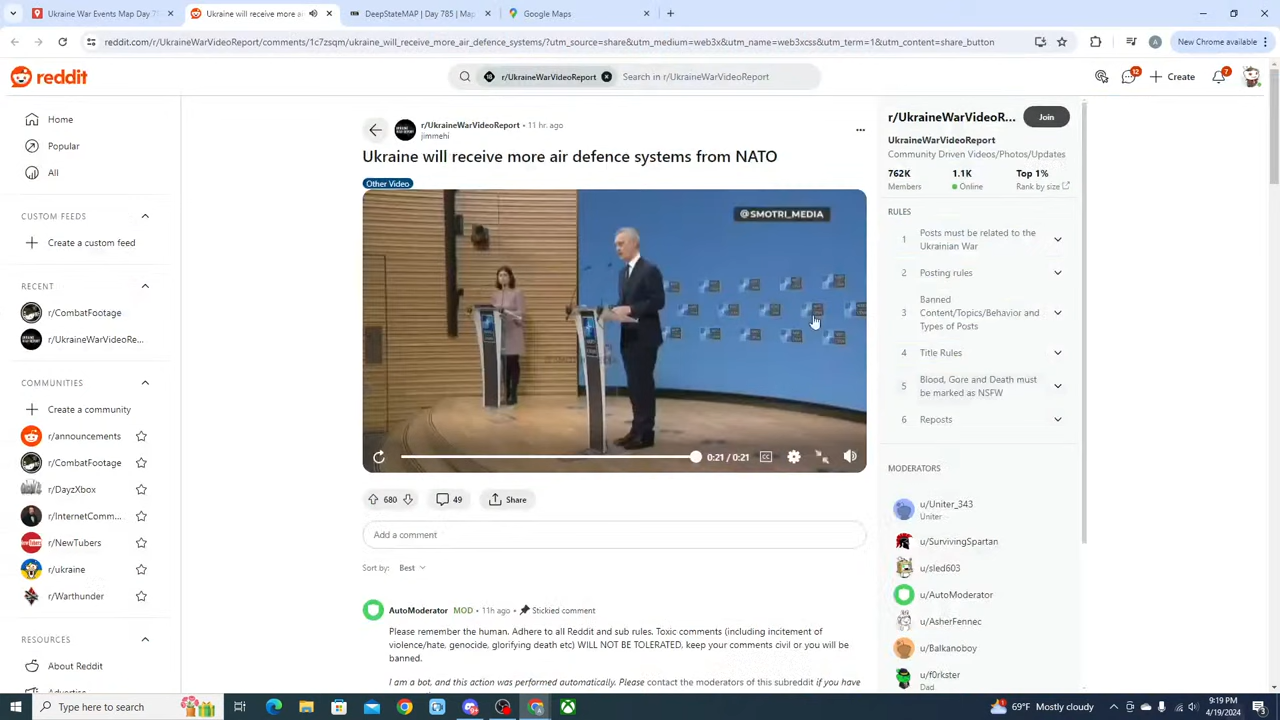 Ukraine War Events Map Day 7
Ukraine will receive more ai
DeepStateMAP | Day 785 | Ma
Google Maps
reddit.com/r/UkraineWarVideoReport/comments/1c7zsqm/ukraine_will_receive_more_air_defence_systems/?utm_source=share&utm_medium=web3x&utm_name=web3xcss&utm_term=1&utm_content=share_button
A
New Chrome available
reddit
r/UkraineWarVideoReport
Search in r/UkraineWarVideoReport
12
Create
7
Home
Popular
All
CUSTOM FEEDS
Create a custom feed
RECENT
r/CombatFootage
r/UkraineWarVideoRe...
COMMUNITIES
Create a community
r/announcements
r/CombatFootage
r/DayzXbox
r/InternetComm...
r/NewTubers
r/ukraine
r/Warthunder
RESOURCES
About Reddit
r/UkraineWarVideoReport • 11 hr. ago
jimmehi
Ukraine will receive more air defence systems from NATO
Other Video
@SMOTRI_MEDIA
0:21 / 0:21
CC
680
49
Share
Add a comment
Sort by:
Best
AutoModerator MOD • 11h ago • Stickied comment
Please remember the human. Adhere to all Reddit and sub rules. Toxic comments (including incitement of
violence/hate, genocide, glorifying death etc) WILL NOT BE TOLERATED, keep your comments civil or you will be
banned.
I am a bot, and this action was performed automatically. Please contact the moderators of this subreddit if you have
r/UkraineWarVideoR...
Join
UkraineWarVideoReport
Community Driven Videos/Photos/Updates
762K
1.1K
Top 1%
Members
Online
Rank by size
RULES
1
Posts must be related to the
Ukrainian War
2
Posting rules
3
Banned
Content/Topics/Behavior and
Types of Posts
4
Title Rules
5
Blood, Gore and Death must
be marked as NSFW
6
Reposts
MODERATORS
u/Uniter_343
Uniter
u/SurvivingSpartan
u/sled603
u/AutoModerator
u/AsherFennec
u/Balkanoboy
u/f0rkster
Dad
Type here to search
69°F Mostly cloudy
9:19 PM
4/19/2024